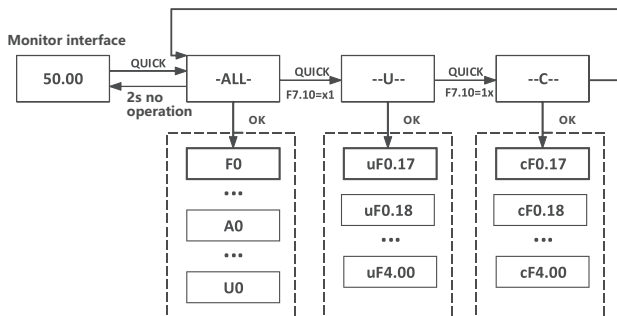 Monitor interface
50.00
QUICK
2s no
operation
-ALL-
QUICK
F7.10=x1
--U--
QUICK
F7.10=1x
--C--
OK
OK
OK
F0
...
A0
...
U0
uF0.17
uF0.18
...
uF4.00
cF0.17
cF0.18
...
cF4.00